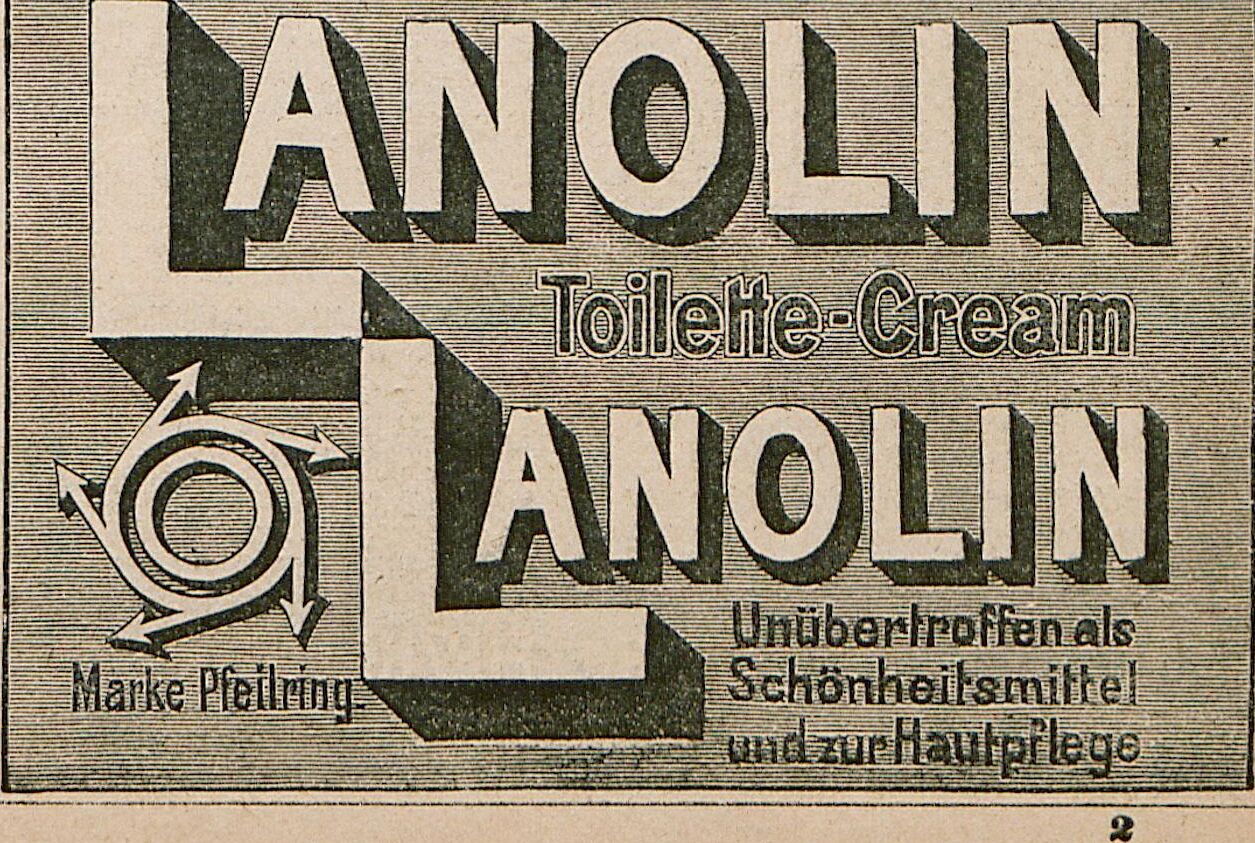 LANOLIN
Toilette-Cream
LANOLIN
Marke Pfeilring.
Unübertroffen als
Schönheitsmittel
und zur Hautpflege
2